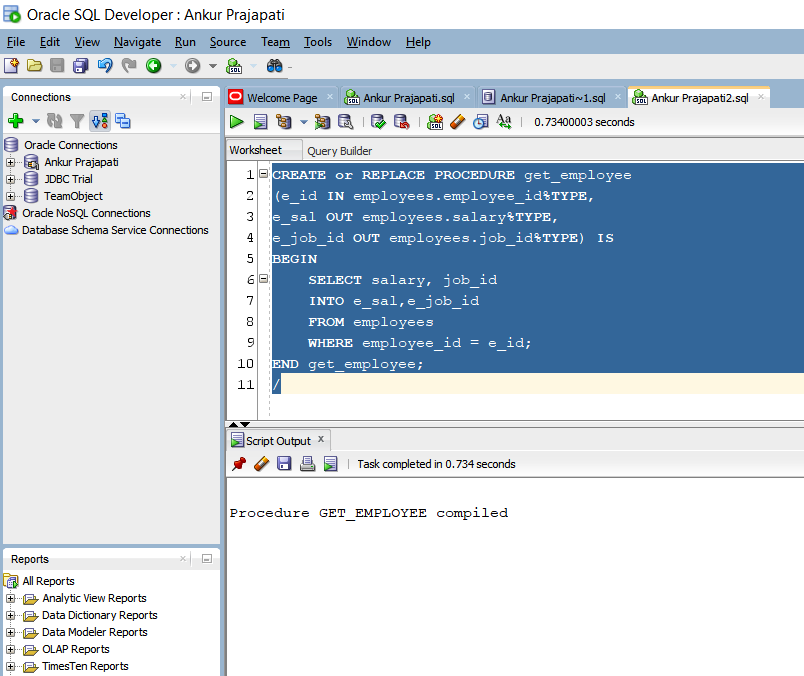 Oracle SQL Developer : Ankur Prajapati
File Edit View Navigate Run Source Team Tools Window Help
Connections
Oracle Connections
Ankur Prajapati
JDBC Trial
TeamObject
Oracle NoSQL Connections
Database Schema Service Connections
Reports
All Reports
Analytic View Reports
Data Dictionary Reports
Data Modeler Reports
OLAP Reports
TimesTen Reports
Welcome Page Ankur Prajapati.sql Ankur Prajapati~1.sql Ankur Prajapati2.sql
0.73400003 seconds
Worksheet Query Builder
1 CREATE or REPLACE PROCEDURE get_employee
2 (e_id IN employees.employee_id%TYPE,
3 e_sal OUT employees.salary%TYPE,
4 e_job_id OUT employees.job_id%TYPE) IS
5 BEGIN
6 SELECT salary, job_id
7 INTO e_sal,e_job_id
8 FROM employees
9 WHERE employee_id = e_id;
10 END get_employee;
11 /
Script Output x
Task completed in 0.734 seconds
Procedure GET_EMPLOYEE compiled